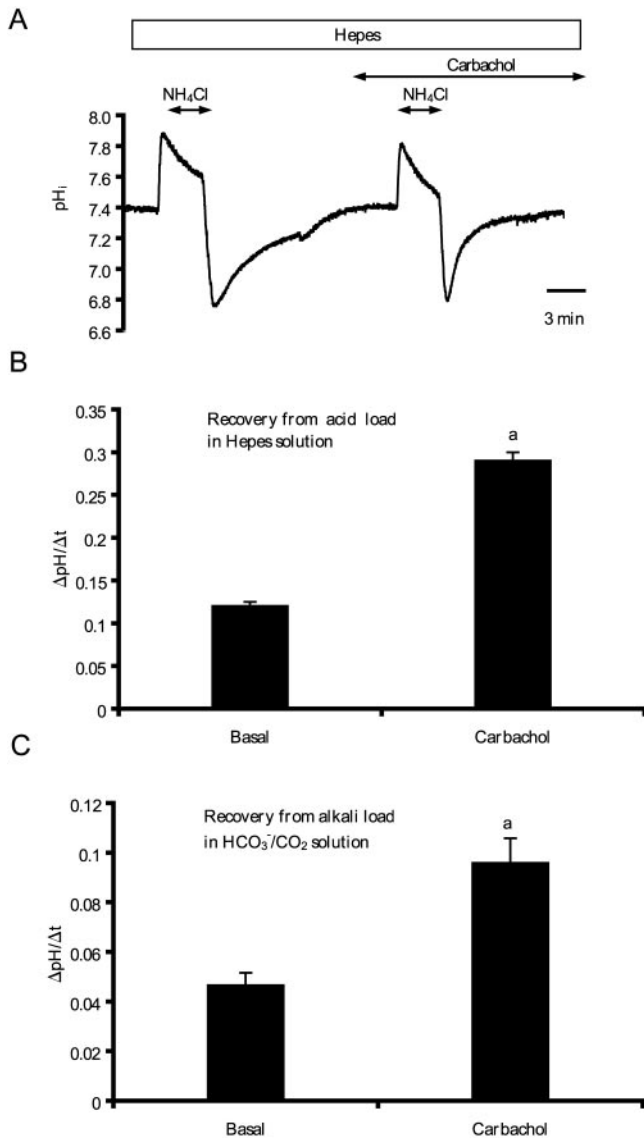 A
Hepes
Carbachol
NH₄Cl NH₄Cl
8.0
7.8
7.6
7.4
7.2
7.0
6.8
6.6
pHᵢ
3 min
B
0.35
0.3
0.25
0.2
0.15
0.1
0.05
0
ΔpH/Δt
Recovery from acid load
in Hepes solution
a
Basal Carbachol
C
0.12
0.1
0.08
0.06
0.04
0.02
0
ΔpH/Δt
Recovery from alkali load
in HCO₃⁻/CO₂ solution
a
Basal Carbachol